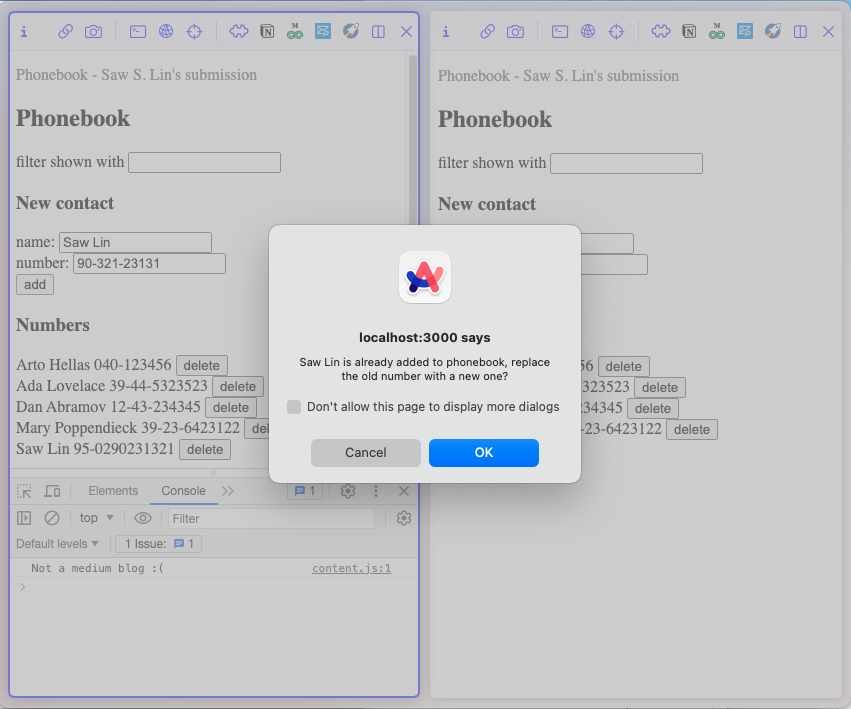 Phonebook - Saw S. Lin's submission
Phonebook
filter shown with
New contact
name: Saw Lin
number: 90-321-23131
add
Numbers
Arto Hellas 040-123456 delete
Ada Lovelace 39-44-5323523 delete
Dan Abramov 12-43-234345 delete
Mary Poppendieck 39-23-6423122 del
Saw Lin 95-0290231321 delete
Elements Console 1
top Filter
Default levels 1 Issue: 1
Not a medium blog :( content.js:1
localhost:3000 says
Saw Lin is already added to phonebook, replace
the old number with a new one?
Don't allow this page to display more dialogs
Cancel OK
Phonebook - Saw S. Lin's submission
Phonebook
filter shown with
New contact
56 delete
323523 delete
34345 delete
-23-6423122 delete